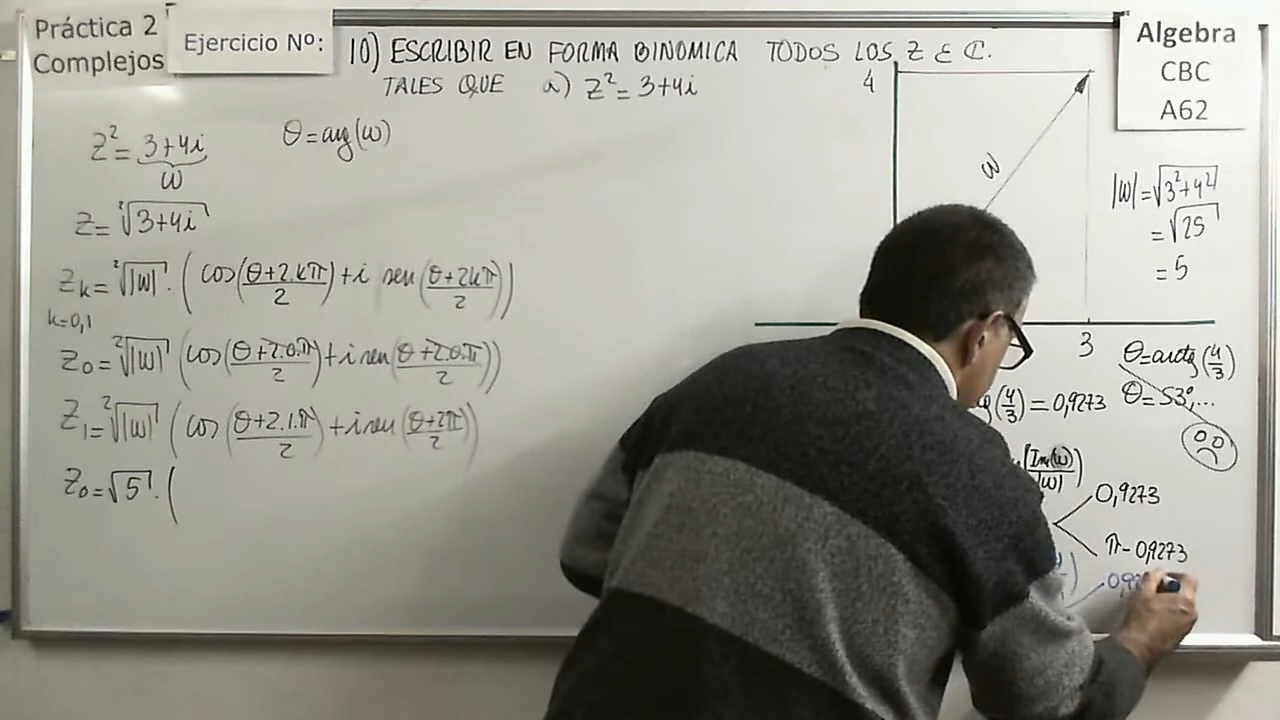 Práctica 2
Complejos
Ejercicio Nº:
10) ESCRIBIR EN FORMA BINOMICA TODOS LOS Z ε ℂ.
TALES QUE a) Z² = 3+4i
Algebra
CBC
A62
Z² = 3+4i
w
θ = arg(w)
Z = ²√3+4i
Z_k = ²√|w| . ( cos(θ+2.kπ/2) + i sen(θ+2kπ/2))
k=0,1
Z₀ = ²√|w| (cos(θ+2.0.π/2) + i sen(θ+2.0.π/2))
Z₁ = ²√|w| ( cos (θ+2.1.π/2) + i sen (θ+2π/2))
Z₀ = √5 . (
4
w
3
|w| = √3²+4²
= √25
= 5
θ=arctg(4/3)
θ = 53°,...
(4/3) = 0,9273
(Im(w)/|w|)
0,9273
π - 0,9273